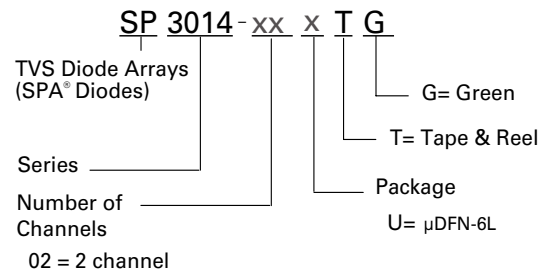 SP 3014 - xx x T G
TVS Diode Arrays
(SPA® Diodes)
G= Green
T= Tape & Reel
Series
Package
Number of
Channels
U= µDFN-6L
02 = 2 channel